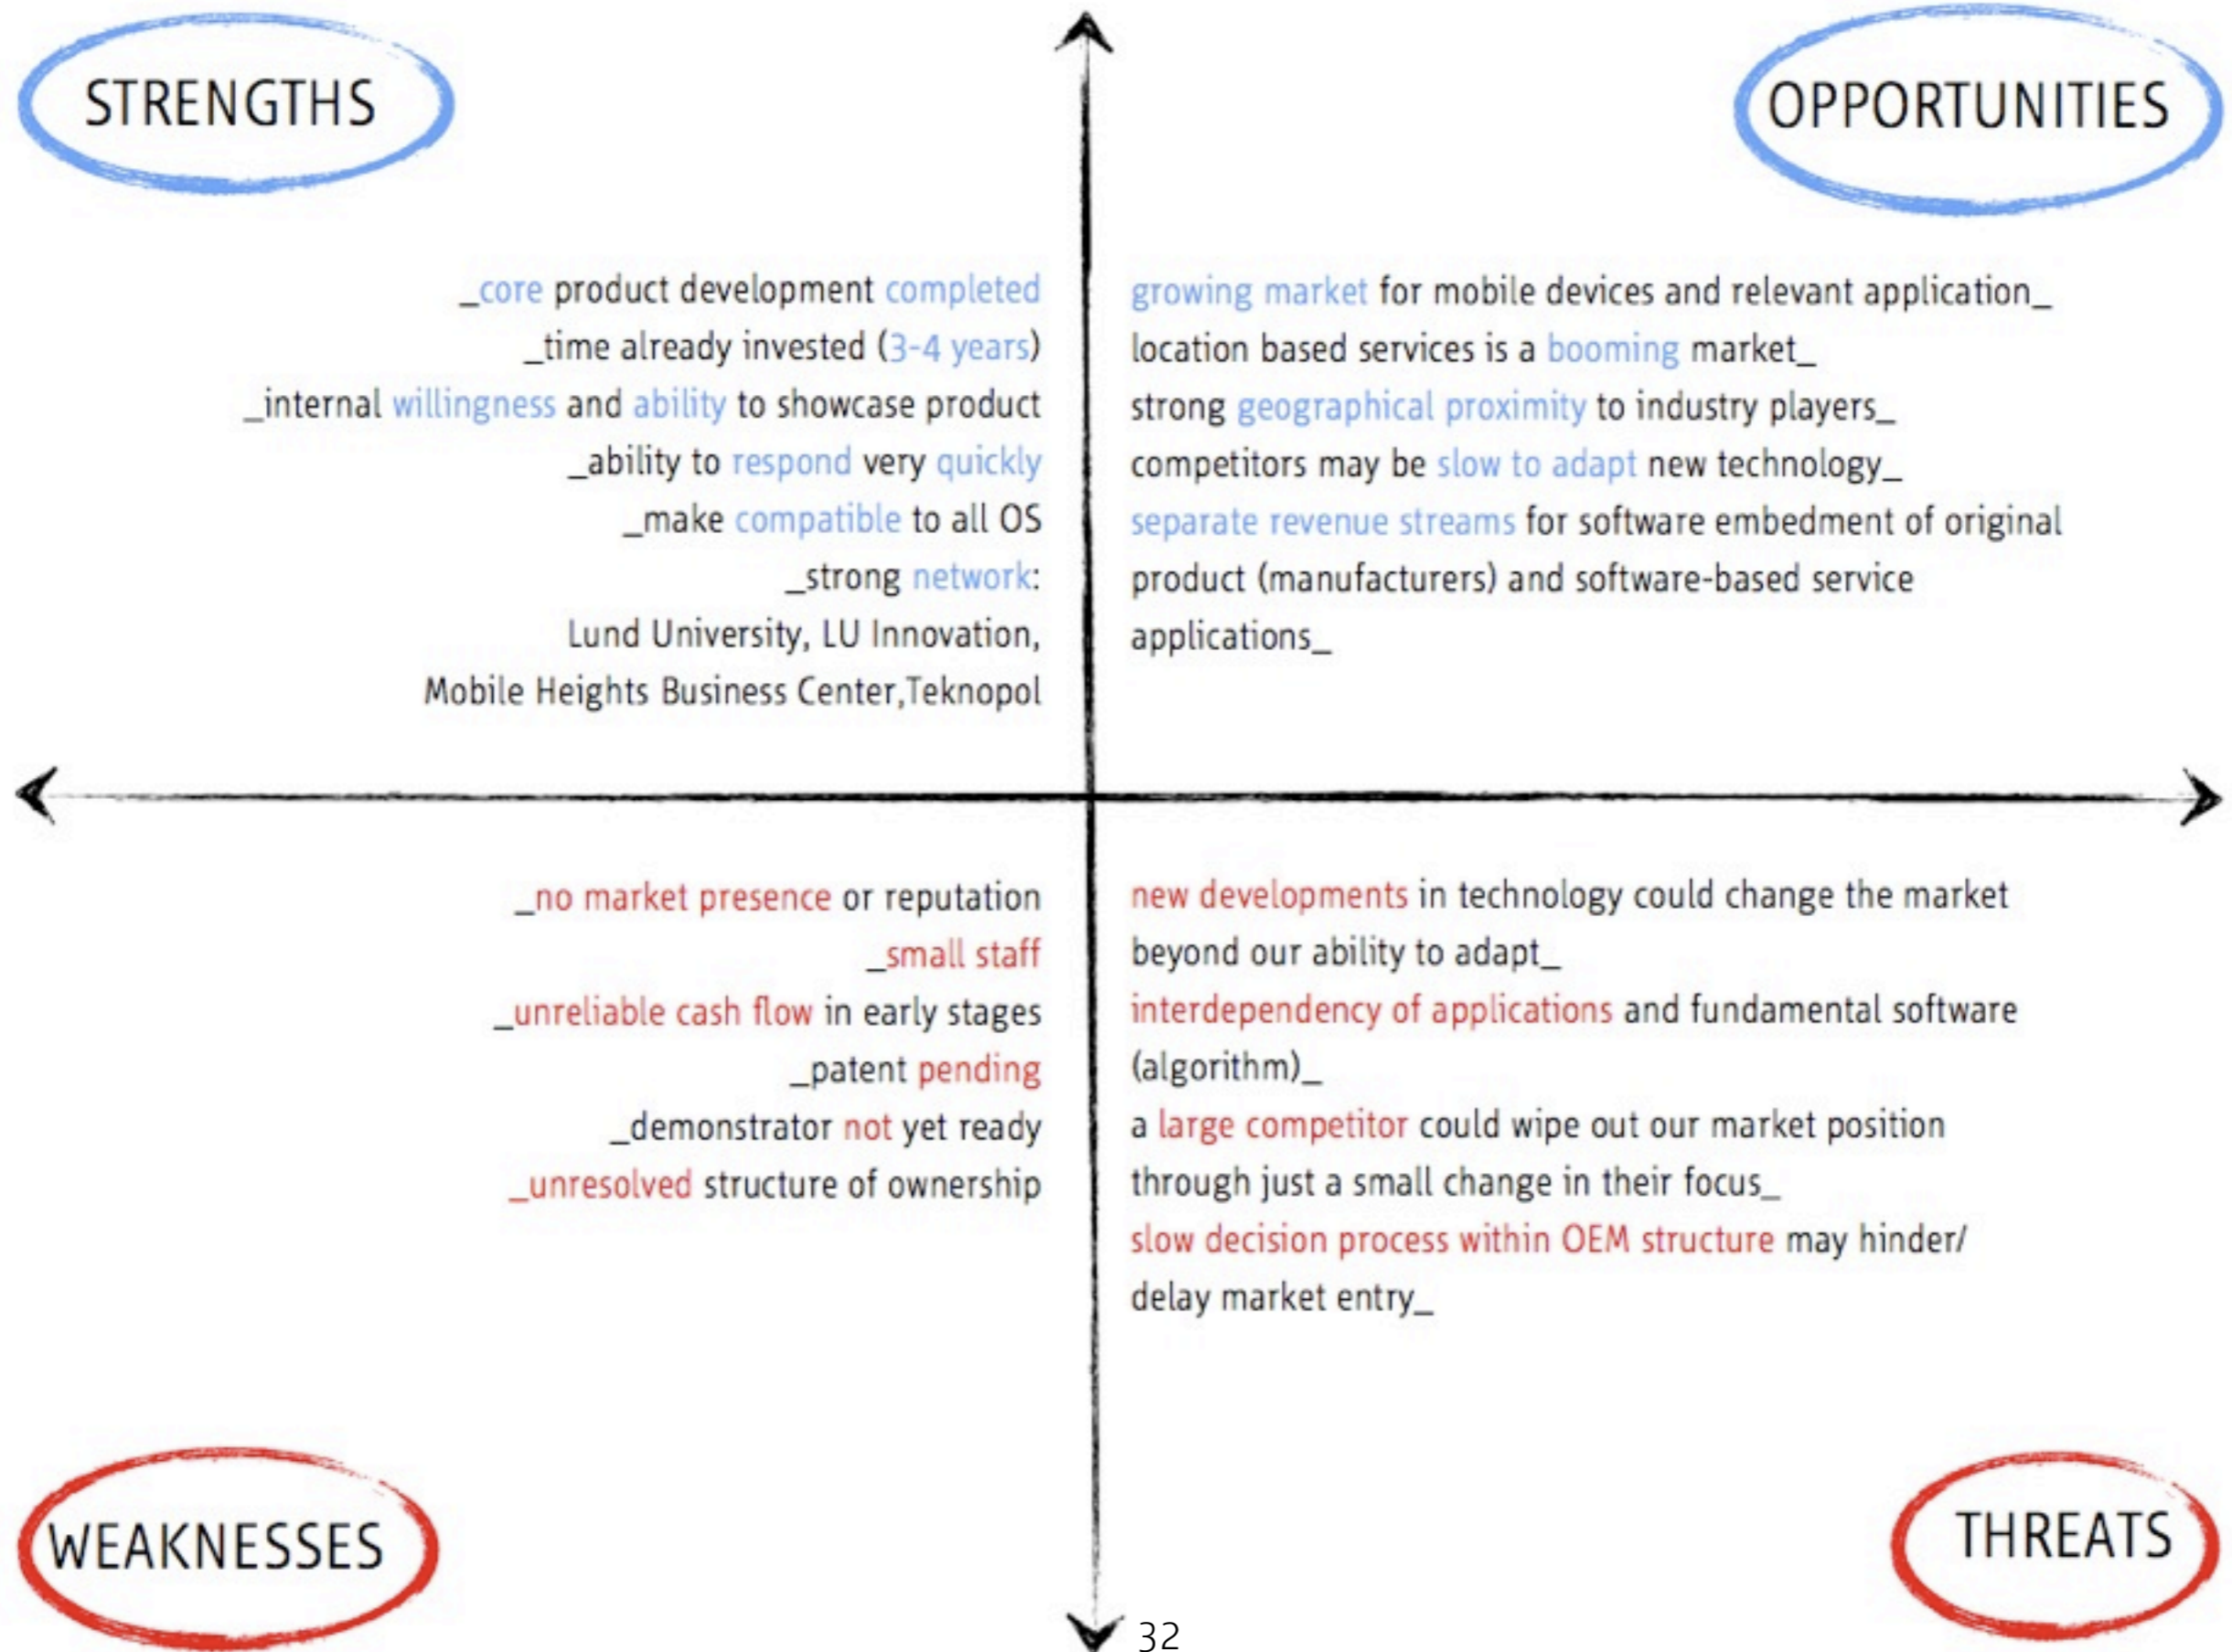 STRENGTHS
_core product development completed
_time already invested (3-4 years)
_internal willingness and ability to showcase product
_ability to respond very quickly
_make compatible to all OS
_strong network:
Lund University, LU Innovation,
Mobile Heights Business Center,Teknopol
OPPORTUNITIES
growing market for mobile devices and relevant application_
location based services is a booming market_
strong geographical proximity to industry players_
competitors may be slow to adapt new technology_
separate revenue streams for software embedment of original
product (manufacturers) and software-based service
applications_
_no market presence or reputation
_small staff
_unreliable cash flow in early stages
_patent pending
_demonstrator not yet ready
_unresolved structure of ownership
WEAKNESSES
new developments in technology could change the market
beyond our ability to adapt_
interdependency of applications and fundamental software
(algorithm)_
a large competitor could wipe out our market position
through just a small change in their focus_
slow decision process within OEM structure may hinder/
delay market entry_
THREATS
32